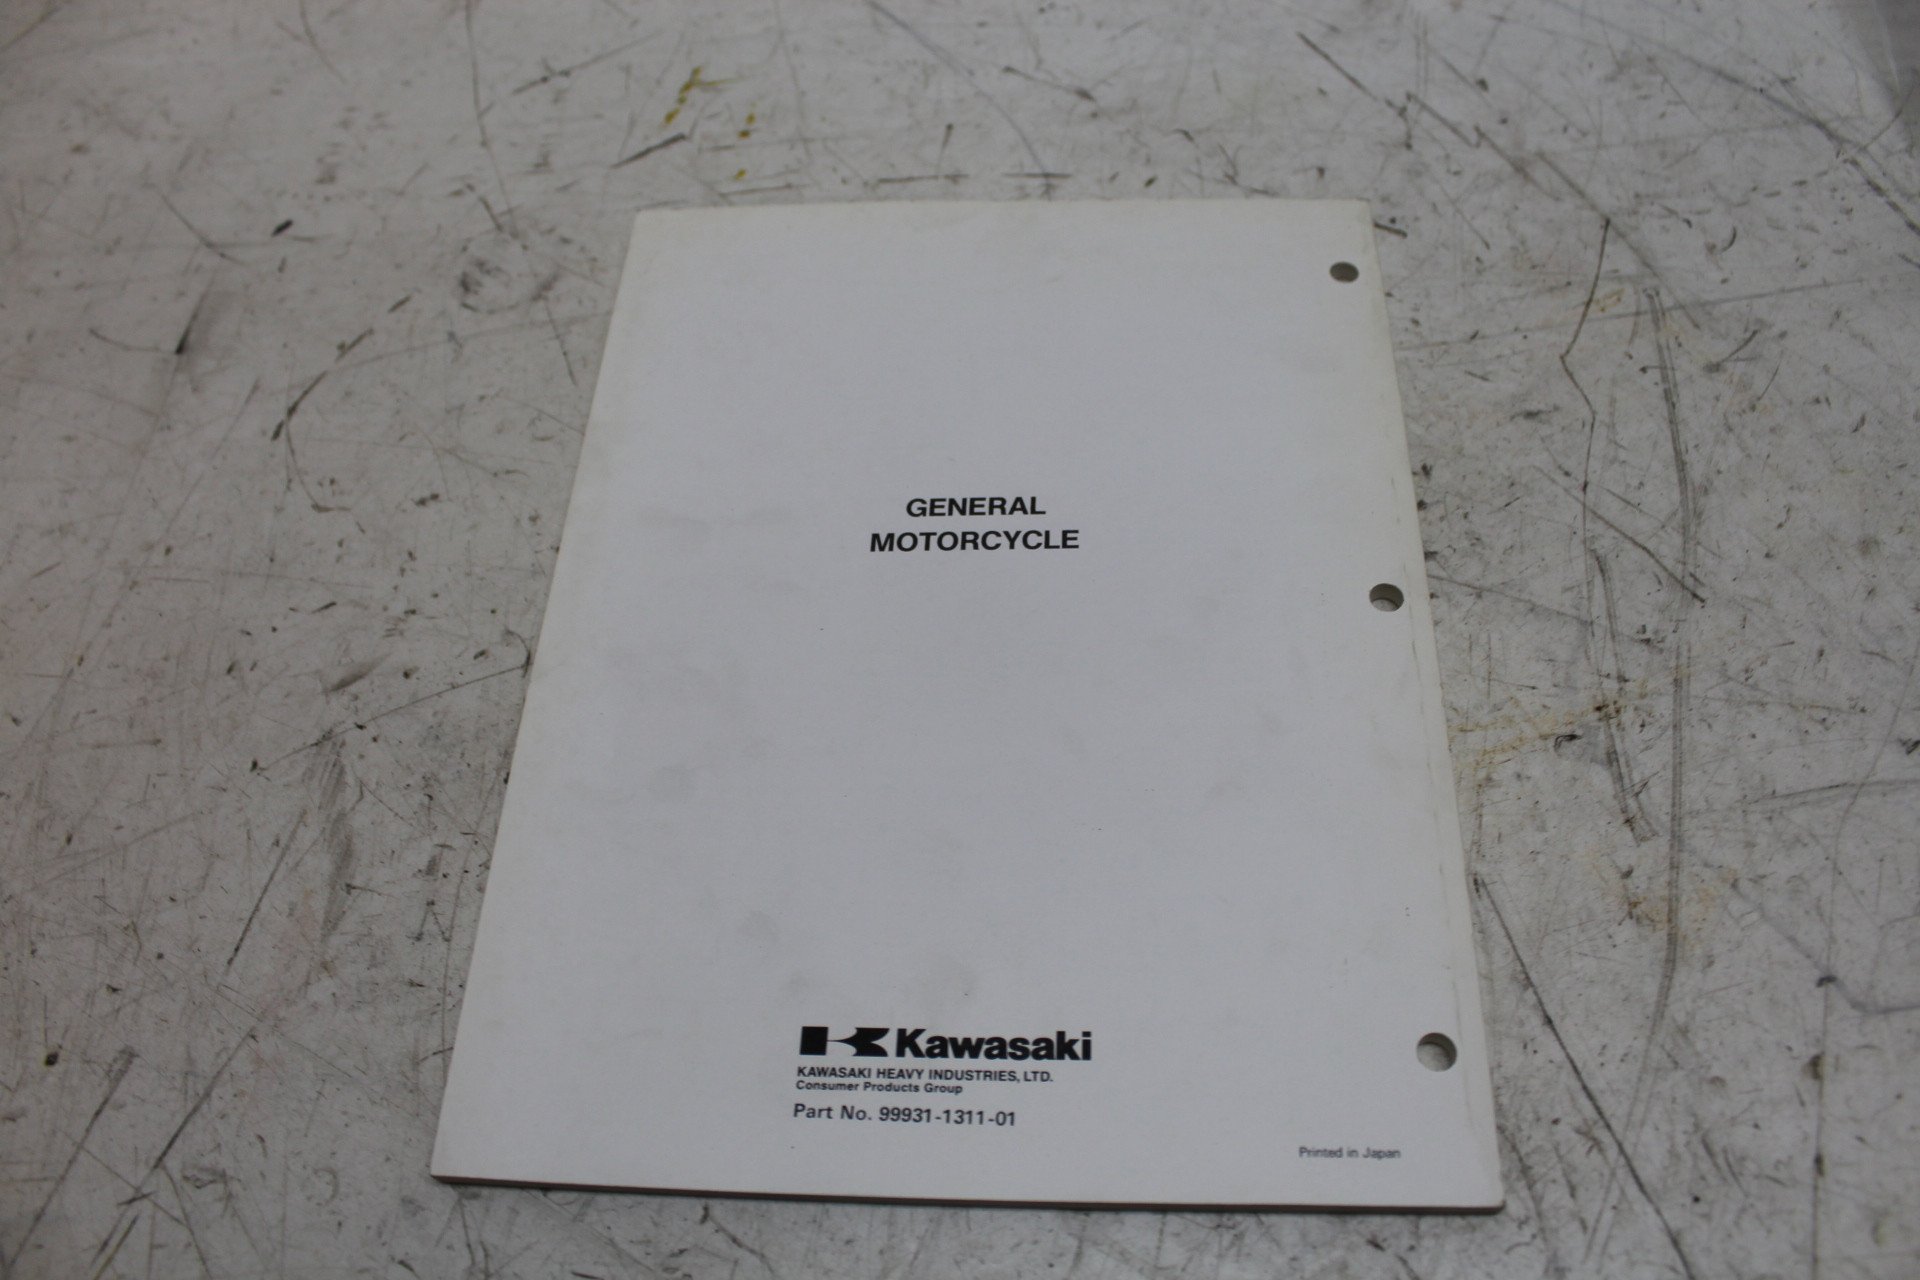 GENERAL
MOTORCYCLE
Kawasaki
KAWASAKI HEAVY INDUSTRIES, LTD.
Consumer Products Group
Part No. 99931-1311-01
Printed in Japan